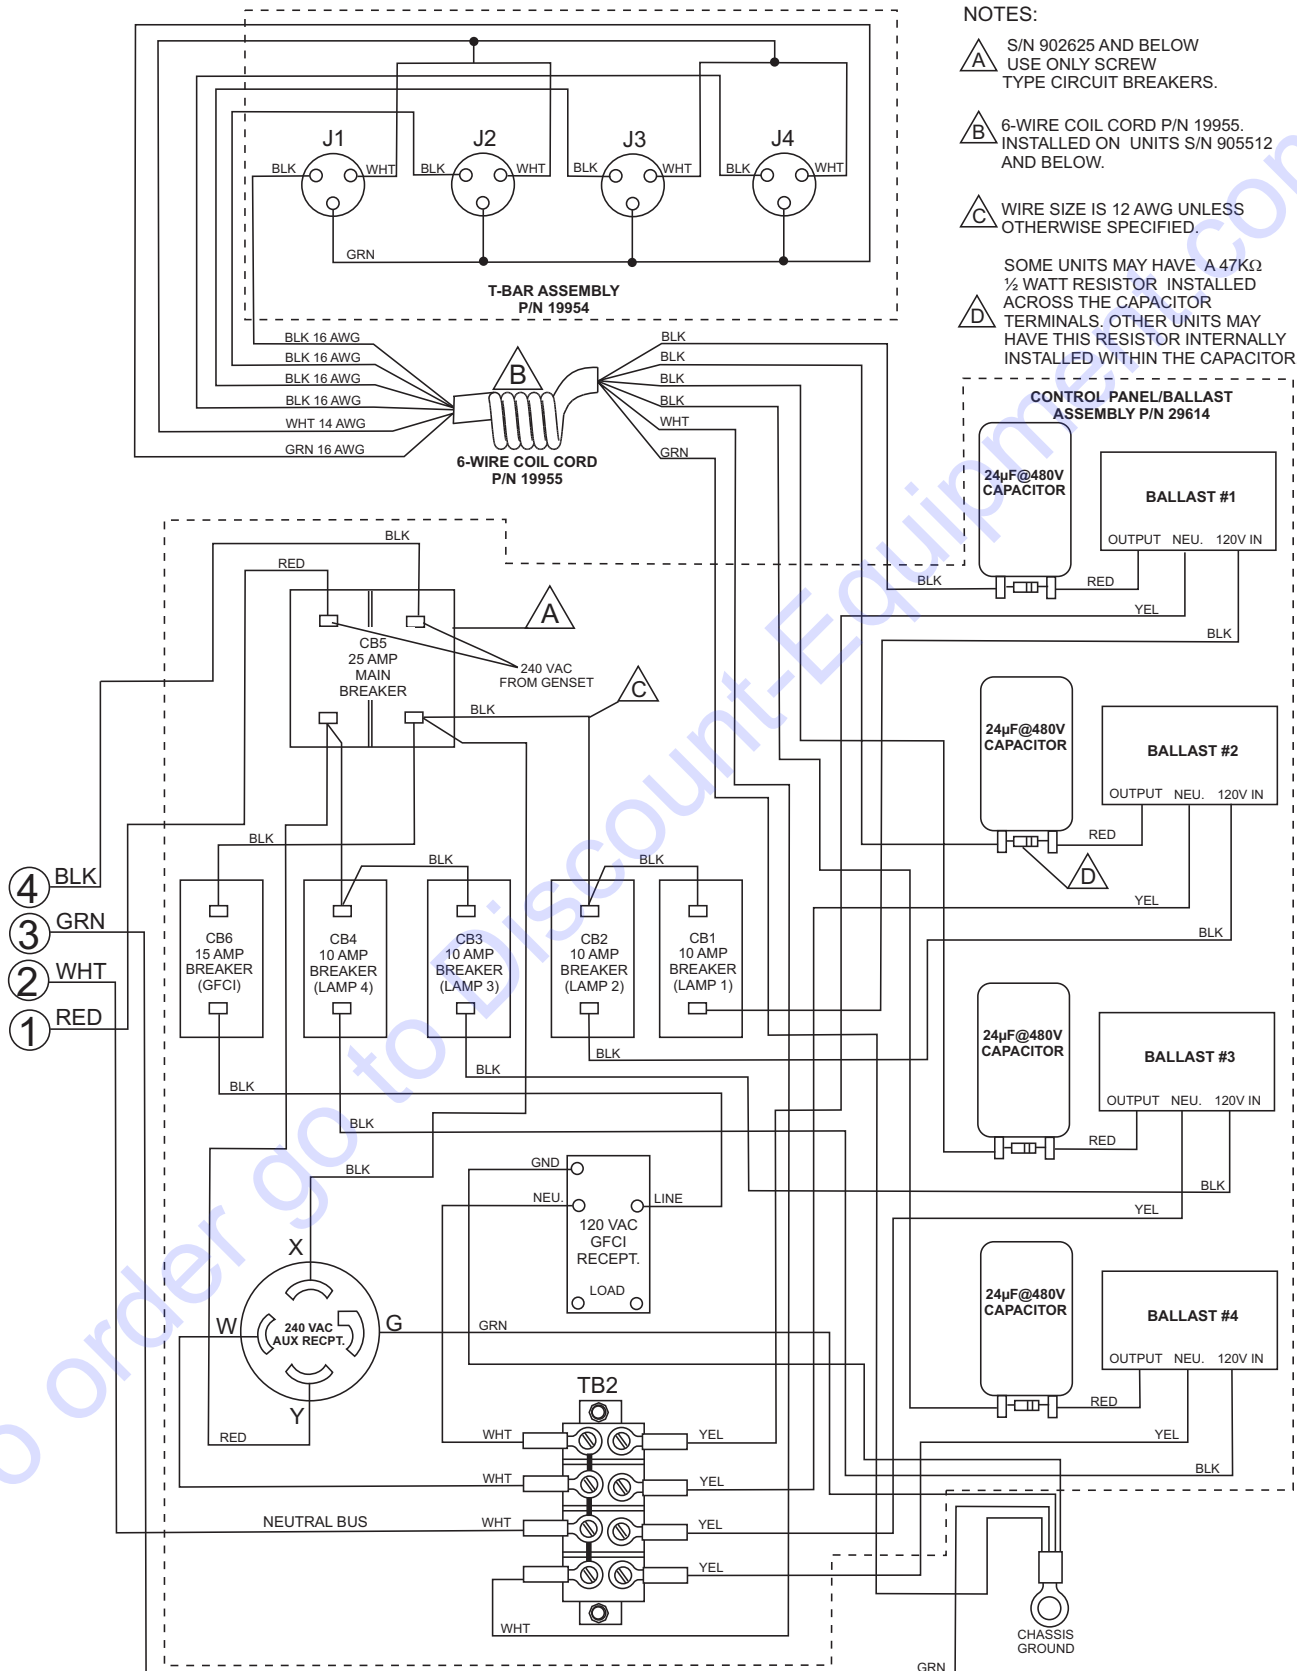 NOTES:
A
S/N 902625 AND BELOW
USE ONLY SCREW
TYPE CIRCUIT BREAKERS.
B
6-WIRE COIL CORD P/N 19955.
INSTALLED ON UNITS S/N 905512
AND BELOW.
C
WIRE SIZE IS 12 AWG UNLESS
OTHERWISE SPECIFIED.
D
SOME UNITS MAY HAVE A 47KΩ
½ WATT RESISTOR INSTALLED
ACROSS THE CAPACITOR
TERMINALS. OTHER UNITS MAY
HAVE THIS RESISTOR INTERNALLY
INSTALLED WITHIN THE CAPACITOR
J1
J2
J3
J4
BLK
WHT
BLK
WHT
BLK
WHT
BLK
WHT
GRN
T-BAR ASSEMBLY
P/N 19954
BLK 16 AWG
BLK 16 AWG
BLK 16 AWG
BLK 16 AWG
WHT 14 AWG
GRN 16 AWG
B
6-WIRE COIL CORD
P/N 19955
BLK
BLK
BLK
BLK
WHT
GRN
CONTROL PANEL/BALLAST
ASSEMBLY P/N 29614
24µF@480V
CAPACITOR
BALLAST #1
OUTPUT NEU. 120V IN
BLK
RED
YEL
BLK
24µF@480V
CAPACITOR
BALLAST #2
OUTPUT NEU. 120V IN
RED
D
YEL
BLK
24µF@480V
CAPACITOR
BALLAST #3
OUTPUT NEU. 120V IN
RED
BLK
YEL
24µF@480V
CAPACITOR
BALLAST #4
OUTPUT NEU. 120V IN
RED
YEL
BLK
BLK
RED
A
CB5
25 AMP
MAIN
BREAKER
240 VAC
FROM GENSET
C
BLK
BLK
BLK
BLK
4 BLK
3 GRN
2 WHT
1 RED
CB6
15 AMP
BREAKER
(GFCI)
CB4
10 AMP
BREAKER
(LAMP 4)
CB3
10 AMP
BREAKER
(LAMP 3)
CB2
10 AMP
BREAKER
(LAMP 2)
CB1
10 AMP
BREAKER
(LAMP 1)
BLK
BLK
BLK
BLK
BLK
GND
NEU.
LINE
120 VAC
GFCI
RECEPT.
LOAD
X
W
G
Y
240 VAC
AUX RECPT.
GRN
RED
TB2
WHT
YEL
WHT
YEL
NEUTRAL BUS
WHT
YEL
YEL
WHT
CHASSIS
GROUND
GRN
to order go to Discount-Equipment.com